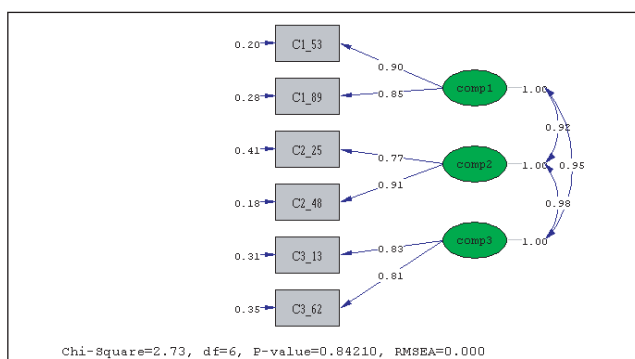 0.20 C1_53
0.90
0.28 C1_89 0.85 comp1 1.00
0.92
0.41 C2_25 0.77
comp2 1.00 0.95
0.18 C2_48 0.91
0.98
0.31 C3_13 0.83
comp3 1.00
0.81
0.35 C3_62
Chi-Square=2.73, df=6, P-value=0.84210, RMSEA=0.000